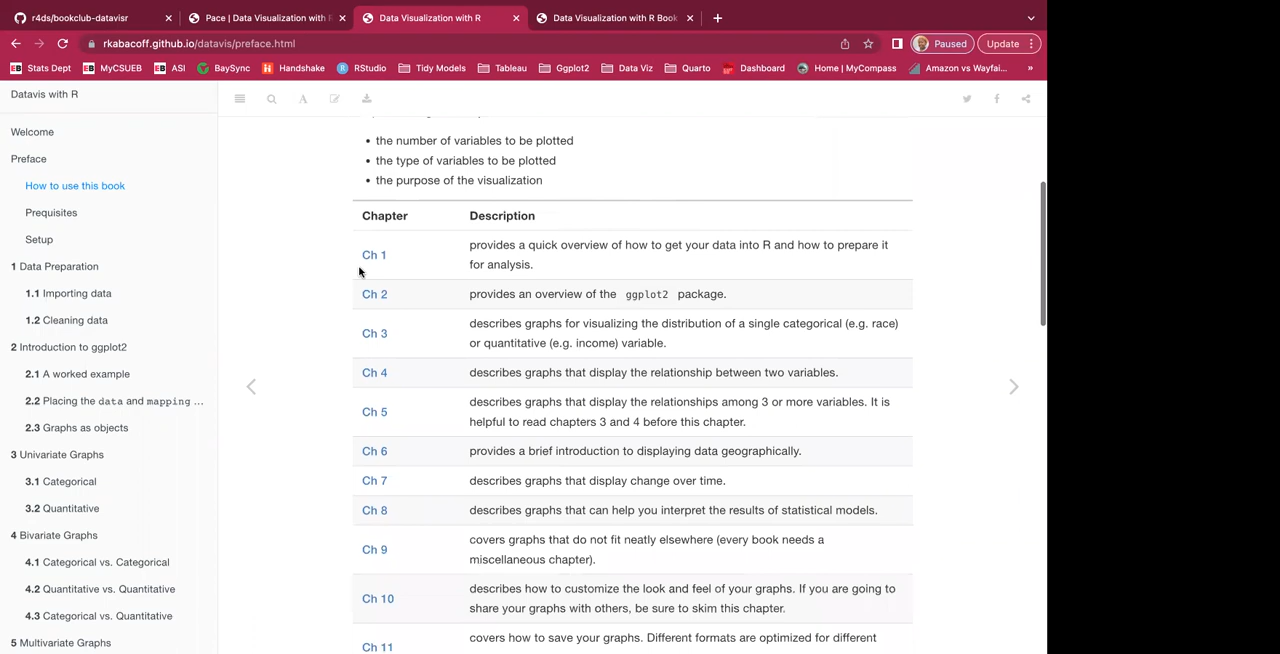 r4ds/bookclub-datavisr
Pace | Data Visualization with R
Data Visualization with R
Data Visualization with R Book
rkabacoff.github.io/datavis/preface.html
Paused
Update
Stats Dept
MyCSUEB
ASI
BaySync
Handshake
RStudio
Tidy Models
Tableau
Ggplot2
Data Viz
Quarto
Dashboard
Home | MyCompass
Amazon vs Wayfai...
»
Datavis with R
Welcome
Preface
How to use this book
Prequisites
Setup
1 Data Preparation
1.1 Importing data
1.2 Cleaning data
2 Introduction to ggplot2
2.1 A worked example
2.2 Placing the data and mapping ...
2.3 Graphs as objects
3 Univariate Graphs
3.1 Categorical
3.2 Quantitative
4 Bivariate Graphs
4.1 Categorical vs. Categorical
4.2 Quantitative vs. Quantitative
4.3 Categorical vs. Quantitative
5 Multivariate Graphs
• the number of variables to be plotted
• the type of variables to be plotted
• the purpose of the visualization
Chapter Description
Ch 1 provides a quick overview of how to get your data into R and how to prepare it
for analysis.
Ch 2 provides an overview of the ggplot2 package.
Ch 3 describes graphs for visualizing the distribution of a single categorical (e.g. race)
or quantitative (e.g. income) variable.
Ch 4 describes graphs that display the relationship between two variables.
Ch 5 describes graphs that display the relationships among 3 or more variables. It is
helpful to read chapters 3 and 4 before this chapter.
Ch 6 provides a brief introduction to displaying data geographically.
Ch 7 describes graphs that display change over time.
Ch 8 describes graphs that can help you interpret the results of statistical models.
Ch 9 covers graphs that do not fit neatly elsewhere (every book needs a
miscellaneous chapter).
Ch 10 describes how to customize the look and feel of your graphs. If you are going to
share your graphs with others, be sure to skim this chapter.
Ch 11 covers how to save your graphs. Different formats are optimized for different